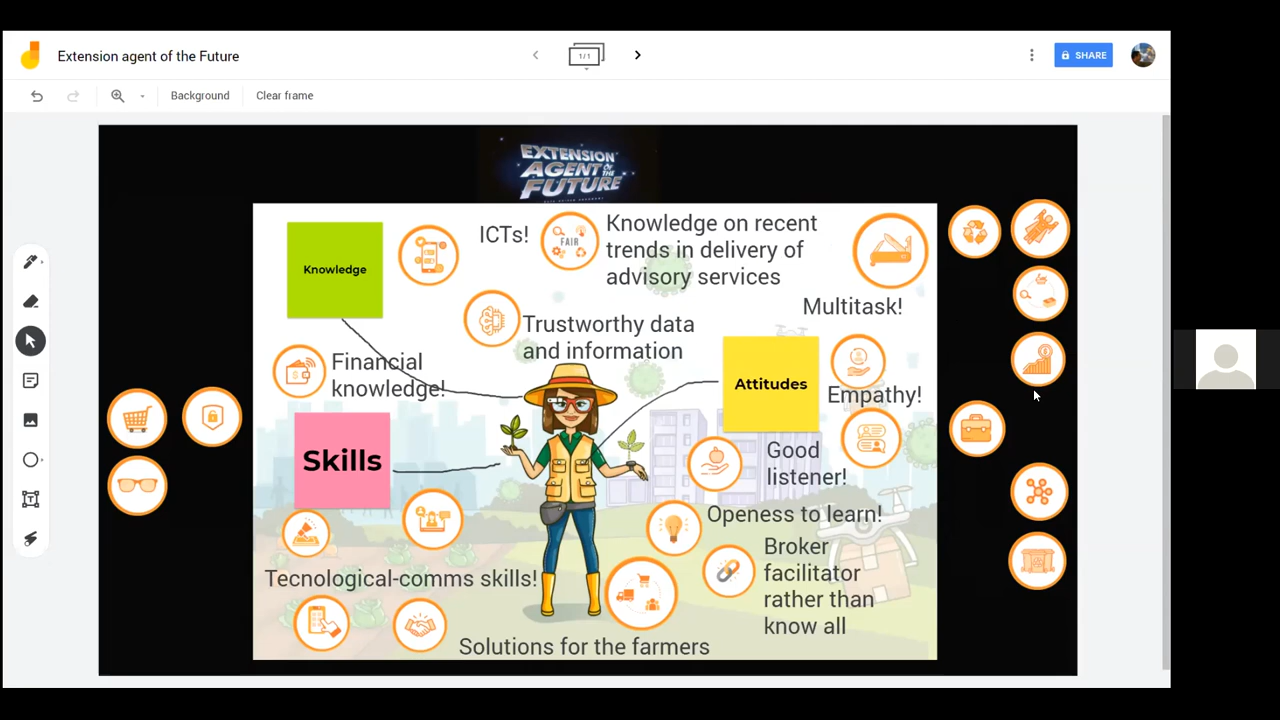 Extension agent of the Future
1/1
SHARE
Background
Clear frame
EXTENSION
AGENT OF THE
FUTURE
Knowledge
ICTs!
FAIR
Knowledge on recent
trends in delivery of
advisory services
Multitask!
Trustworthy data
and information
Financial
knowledge!
Attitudes
Empathy!
Skills
Good
listener!
Openess to learn!
Broker
facilitator
rather than
know all
Tecnological-comms skills!
Solutions for the farmers